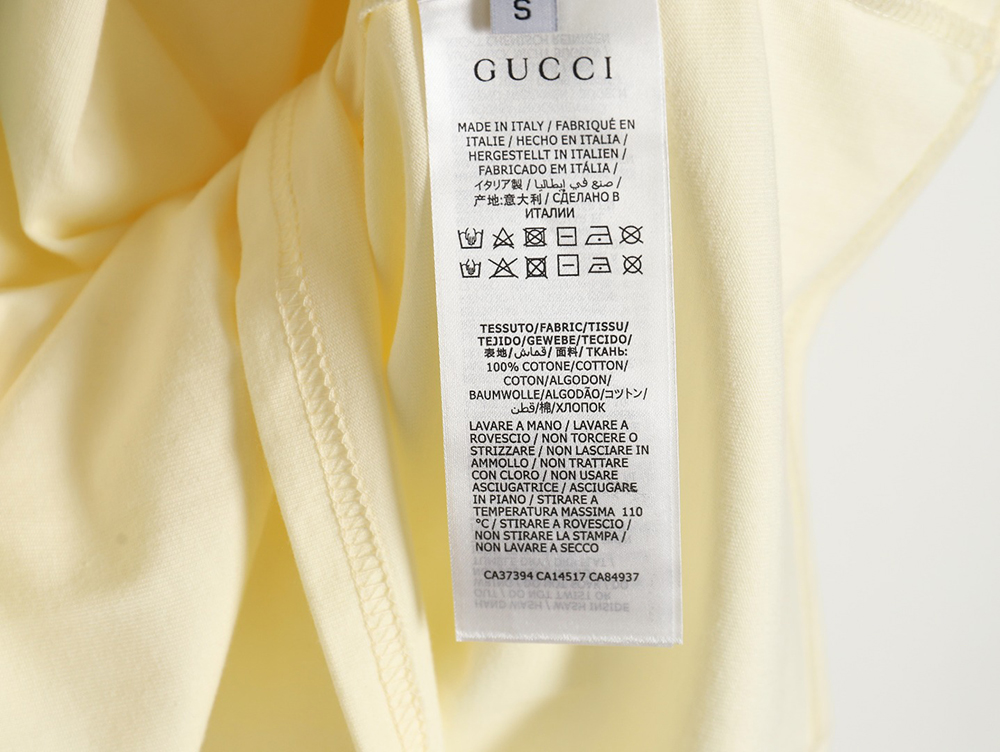 S
GUCCI
MADE IN ITALY / FABRIQUÉ EN
ITALIE / HECHO EN ITALIA /
HERGESTELLT IN ITALIEN /
FABRICADO EM ITÁLIA /
イタリア製 / صنع في إيطاليا /
产地:意大利 / СДЕЛАНО В
ИТАЛИИ
TESSUTO/FABRIC/TISSU/
TEJIDO/GEWEBE/TECIDO/
表地/قماش/ 面料/ ТКАНЬ:
100% COTONE/COTTON/
COTON/ALGODON/
BAUMWOLLE/ALGODÃO/コツトン/
قطن/棉/ХЛОПОК
LAVARE A MANO / LAVARE A
ROVESCIO / NON TORCERE O
STRIZZARE / NON LASCIARE IN
AMMOLLO / NON TRATTARE
CON CLORO / NON USARE
ASCIUGATRICE / ASCIUGARE
IN PIANO / STIRARE A
TEMPERATURA MASSIMA 110
°C / STIRARE A ROVESCIO /
NON STIRARE LA STAMPA /
NON LAVARE A SECCO
CA37394 CA14517 CA84937